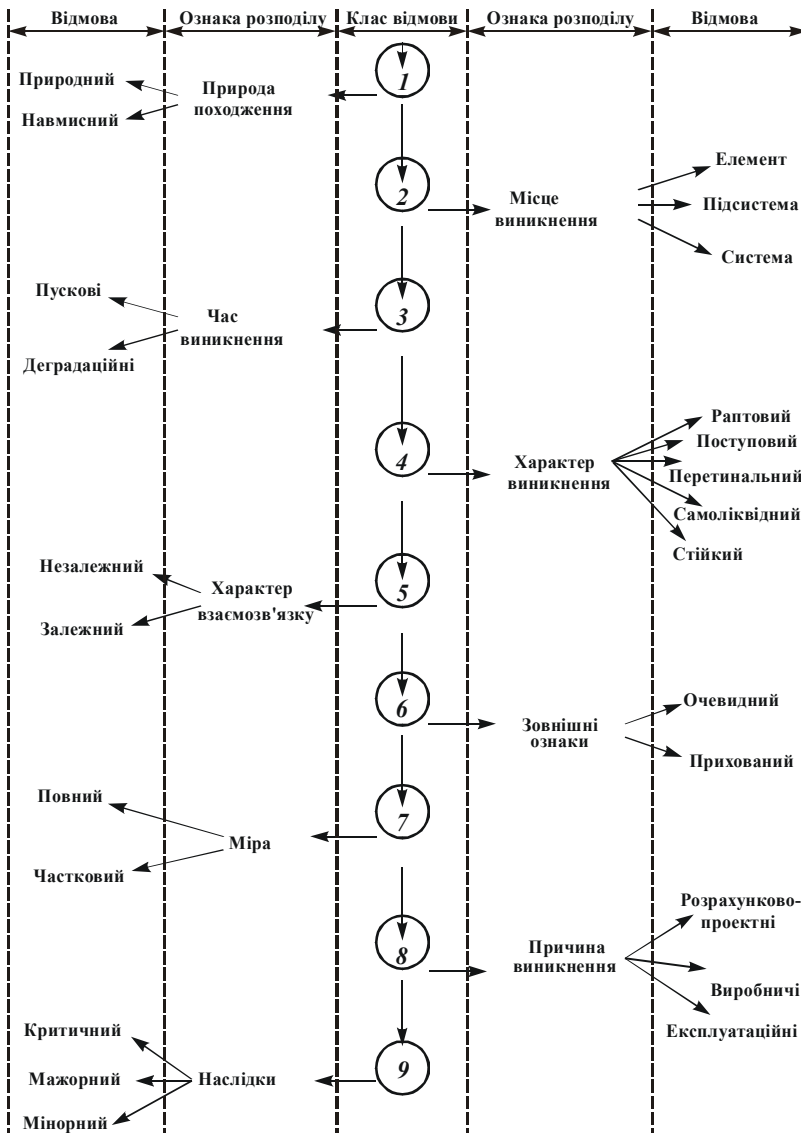 Відмова
Ознака розподілу
Клас відмови
Ознака розподілу
Відмова
1
Природний
Навмисний
Природа
походження
2
Місце
виникнення
Елемент
Підсистема
Система
3
Пускові
Деградаційні
Час
виникнення
4
Характер
виникнення
Раптовий
Поступовий
Перетинальний
Самоліквідний
Стійкий
5
Незалежний
Залежний
Характер
взаємозв'язку
6
Зовнішні
ознаки
Очевидний
Прихований
7
Повний
Частковий
Міра
8
Причина
виникнення
Розрахунково-
проектні
Виробничі
Експлуатаційні
9
Критичний
Мажорний
Мінорний
Наслідки